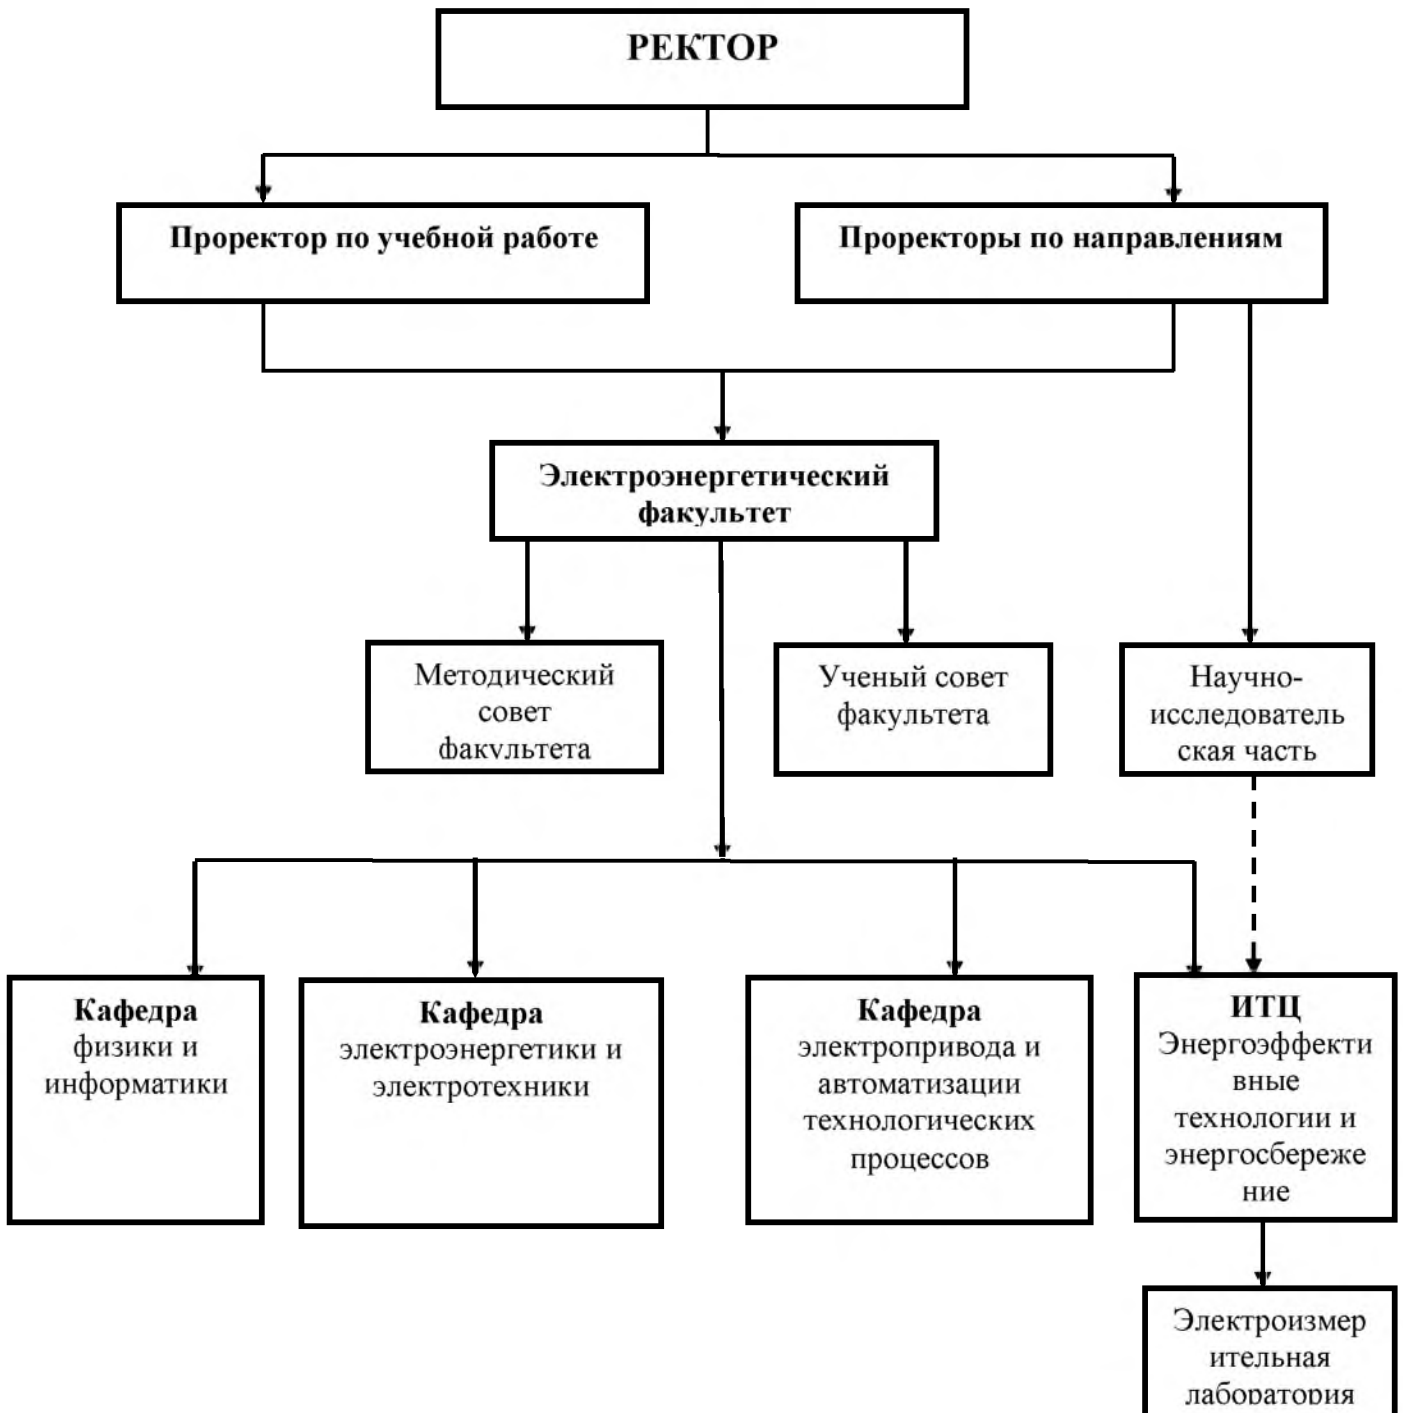 РЕКТОР
Проректор по учебной работе
Проректоры по направлениям
Электроэнергетический
факультет
Методический
совет
факультета
Ученый совет
факультета
Научно-
исследователь
ская часть
Кафедра
физики и
информатики
Кафедра
электроэнергетики и
электротехники
Кафедра
электропривода и
автоматизации
технологических
процессов
ИТЦ
Энергоэффекти
вные
технологии и
энергосбереже
ние
Электроизмер
ительная
лаборатория